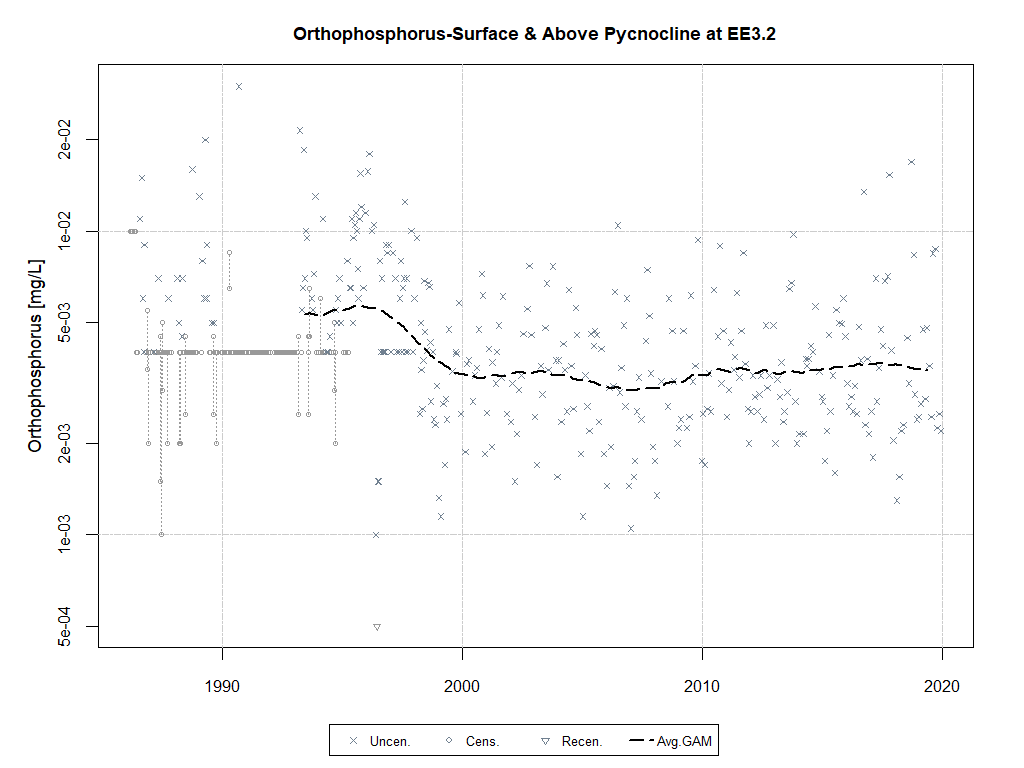 Orthophosphorus-Surface & Above Pycnocline at EE3.2
Orthophosphorus [mg/L]
2e-02
1e-02
5e-03
2e-03
1e-03
5e-04
1990 2000 2010 2020
Uncen. Cens. Recen. Avg.GAM